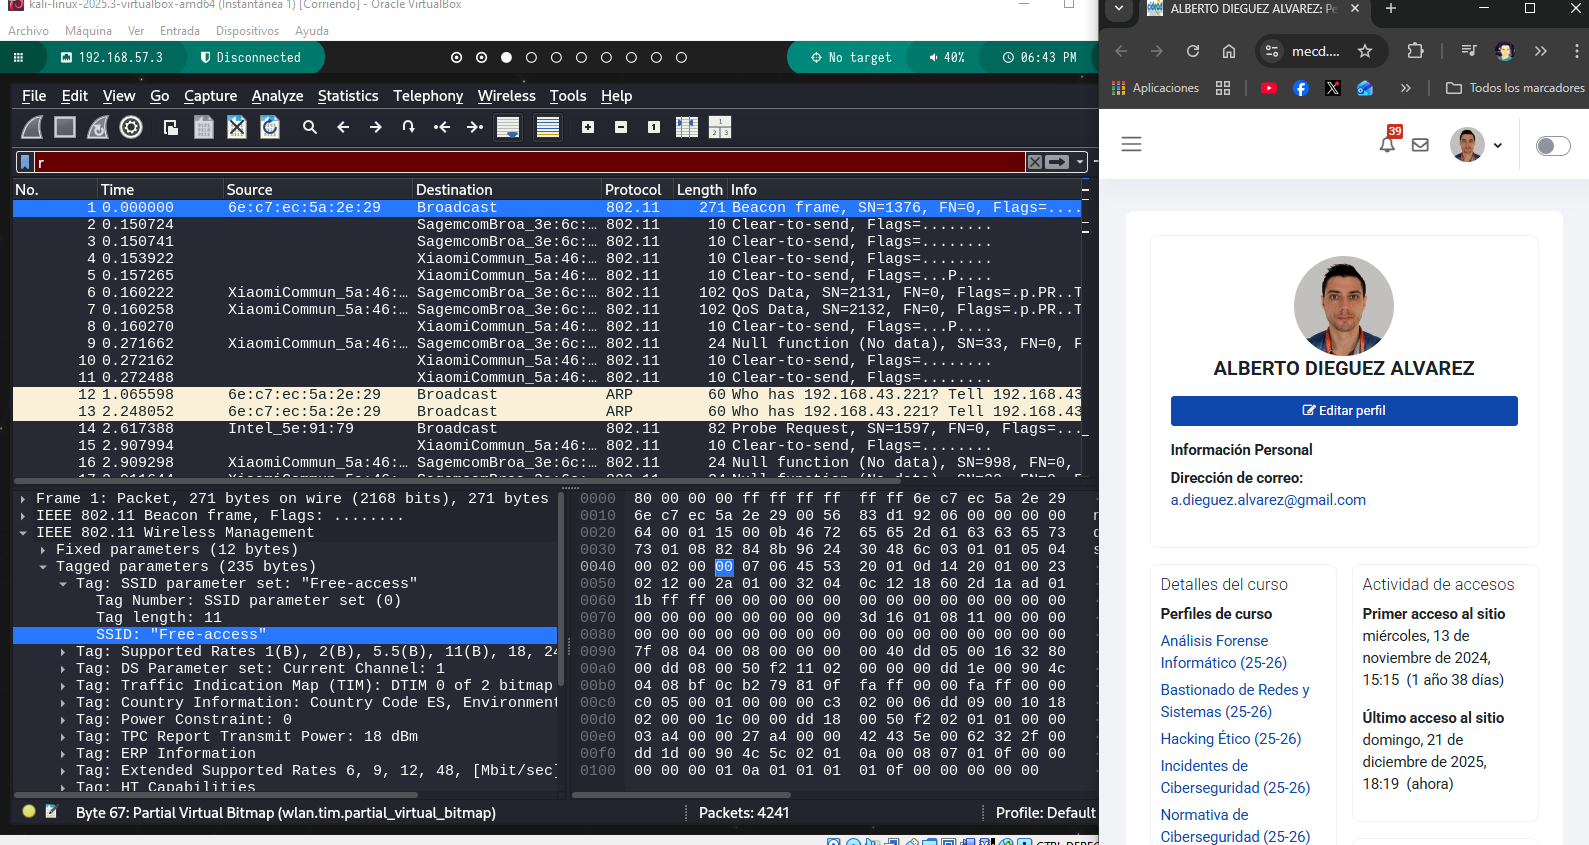 kali-linux-2025.3-virtualbox-amd64 (Instantánea 1) [Corriendo] - Oracle VirtualBox
Archivo Máquina Ver Entrada Dispositivos Ayuda
192.168.57.3 Disconnected No target 40% 06:43 PM
File Edit View Go Capture Analyze Statistics Telephony Wireless Tools Help
r
No. Time Source Destination Protocol Length Info
1 0.000000 6e:c7:ec:5a:2e:29 Broadcast 802.11 271 Beacon frame, SN=1376, FN=0, Flags=....
2 0.150724 SagemcomBroa_3e:6c:… 802.11 10 Clear-to-send, Flags=........
3 0.150741 SagemcomBroa_3e:6c:… 802.11 10 Clear-to-send, Flags=........
4 0.153922 XiaomiCommun_5a:46:… 802.11 10 Clear-to-send, Flags=........
5 0.157265 XiaomiCommun_5a:46:… 802.11 10 Clear-to-send, Flags=...P....
6 0.160222 XiaomiCommun_5a:46:… SagemcomBroa_3e:6c:… 802.11 102 QoS Data, SN=2131, FN=0, Flags=.p.PR..T
7 0.160258 XiaomiCommun_5a:46:… SagemcomBroa_3e:6c:… 802.11 102 QoS Data, SN=2132, FN=0, Flags=.p.PR..T
8 0.160270 XiaomiCommun_5a:46:… 802.11 10 Clear-to-send, Flags=...P....
9 0.271662 XiaomiCommun_5a:46:… SagemcomBroa_3e:6c:… 802.11 24 Null function (No data), SN=33, FN=0, F
10 0.272162 XiaomiCommun_5a:46:… 802.11 10 Clear-to-send, Flags=........
11 0.272488 XiaomiCommun_5a:46:… 802.11 10 Clear-to-send, Flags=........
12 1.065598 6e:c7:ec:5a:2e:29 Broadcast ARP 60 Who has 192.168.43.221? Tell 192.168.43
13 2.248052 6e:c7:ec:5a:2e:29 Broadcast ARP 60 Who has 192.168.43.221? Tell 192.168.43
14 2.617388 Intel_5e:91:79 Broadcast 802.11 82 Probe Request, SN=1597, FN=0, Flags=...
15 2.907994 XiaomiCommun_5a:46:… 802.11 10 Clear-to-send, Flags=........
16 2.909298 XiaomiCommun_5a:46:… SagemcomBroa_3e:6c:… 802.11 24 Null function (No data), SN=998, FN=0,
Frame 1: Packet, 271 bytes on wire (2168 bits), 271 bytes
IEEE 802.11 Beacon frame, Flags: ........
IEEE 802.11 Wireless Management
Fixed parameters (12 bytes)
Tagged parameters (235 bytes)
Tag: SSID parameter set: "Free-access"
Tag Number: SSID parameter set (0)
Tag length: 11
SSID: "Free-access"
Tag: Supported Rates 1(B), 2(B), 5.5(B), 11(B), 18, 24
Tag: DS Parameter set: Current Channel: 1
Tag: Traffic Indication Map (TIM): DTIM 0 of 2 bitmap
Tag: Country Information: Country Code ES, Environment
Tag: Power Constraint: 0
Tag: TPC Report Transmit Power: 18 dBm
Tag: ERP Information
Tag: Extended Supported Rates 6, 9, 12, 48, [Mbit/sec]
Tag: HT Capabilities
0000 80 00 00 00 ff ff ff ff ff ff 6e c7 ec 5a 2e 29
0010 6e c7 ec 5a 2e 29 00 56 83 d1 92 06 00 00 00 00
0020 64 00 01 15 00 0b 46 72 65 65 2d 61 63 63 65 73
0030 73 01 08 82 84 8b 96 24 30 48 6c 03 01 01 05 04
0040 00 02 00 00 07 06 45 53 20 01 0d 14 20 01 00 23
0050 02 12 00 2a 01 00 32 04 0c 12 18 60 2d 1a ad 01
0060 1b ff ff 00 00 00 00 00 00 00 00 00 00 00 00 00
0070 00 00 00 00 00 00 00 00 3d 16 01 08 11 00 00 00
0080 00 00 00 00 00 00 00 00 00 00 00 00 00 00 00 00
0090 7f 08 04 00 08 00 00 00 00 40 dd 05 00 16 32 80
00a0 00 dd 08 00 50 f2 11 02 00 00 00 dd 1e 00 90 4c
00b0 04 08 bf 0c b2 79 81 0f fa ff 00 00 fa ff 00 00
00c0 c0 05 00 01 00 00 00 c3 02 00 06 dd 09 00 10 18
00d0 02 00 00 1c 00 00 dd 18 00 50 f2 02 01 01 00 00
00e0 03 a4 00 00 27 a4 00 00 42 43 5e 00 62 32 2f 00
00f0 dd 1d 00 90 4c 5c 02 01 0a 00 08 07 01 0f 00 00
0100 00 00 00 01 0a 01 01 01 01 0f 00 00 00 00 00
Byte 67: Partial Virtual Bitmap (wlan.tim.partial_virtual_bitmap) Packets: 4241 Profile: Default
ALBERTO DIEGUEZ ALVAREZ: Pe
mecd....
Aplicaciones Todos los marcadores
39
ALBERTO DIEGUEZ ALVAREZ
Editar perfil
Información Personal
Dirección de correo:
a.dieguez.alvarez@gmail.com
Detalles del curso
Perfiles de curso
Análisis Forense
Informático (25-26)
Bastionado de Redes y
Sistemas (25-26)
Hacking Ético (25-26)
Incidentes de
Ciberseguridad (25-26)
Normativa de
Ciberseguridad (25-26)
Actividad de accesos
Primer acceso al sitio
miércoles, 13 de
noviembre de 2024,
15:15 (1 año 38 días)
Último acceso al sitio
domingo, 21 de
diciembre de 2025,
18:19 (ahora)